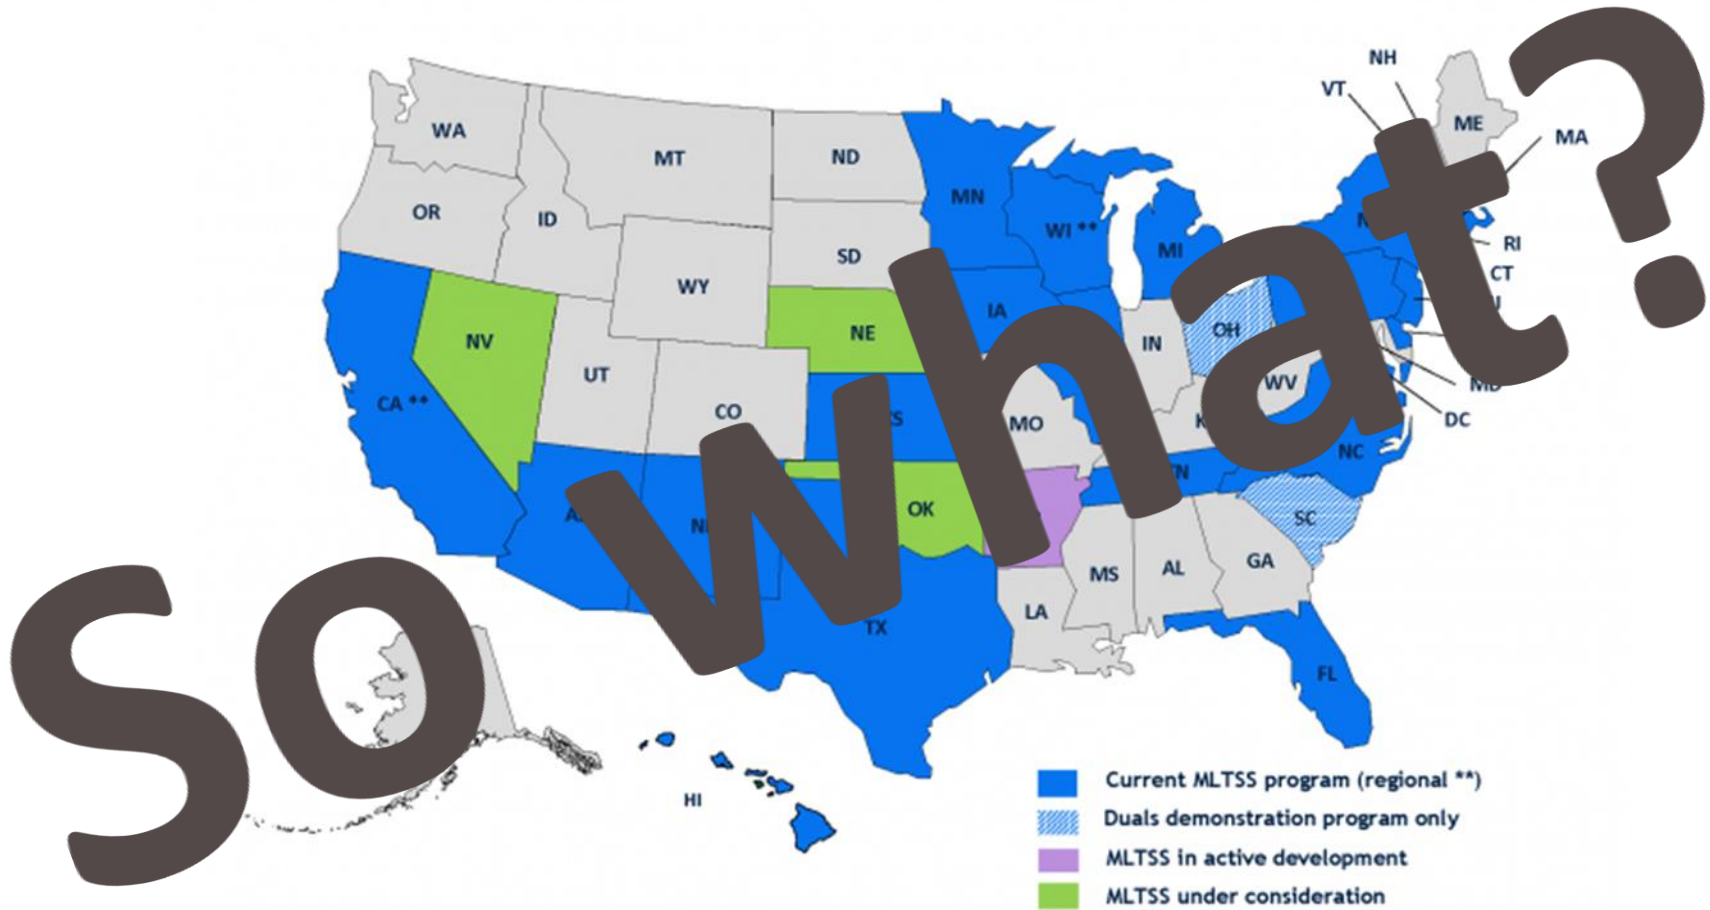 So what?
NH
VT
ME
MA
WA
MT
ND
MN
OR
ID
WI **
MI
RI
SD
CT
WY
IA
NV
NE
OH
IN
UT
WV
MD
CA **
CO
MO
DC
NC
OK
SC
MS
AL
GA
LA
TX
FL
HI
Current MLTSS program (regional **)
Duals demonstration program only
MLTSS in active development
MLTSS under consideration